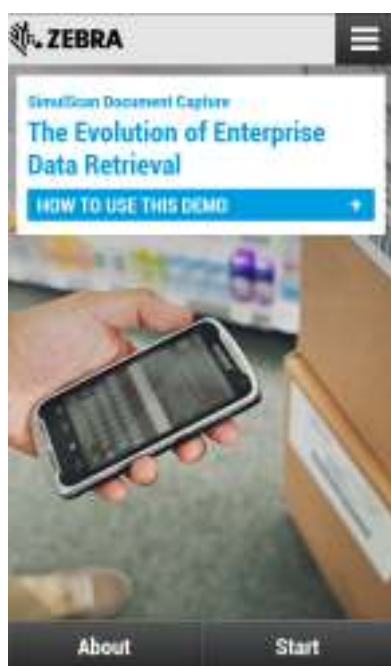 ZEBRA
SimulScan Document Capture
The Evolution of Enterprise
Data Retrieval
HOW TO USE THIS DEMO
About
Start